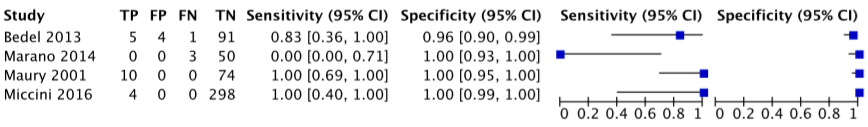 Study TP FP FN TN Sensitivity (95% CI) Specificity (95% CI) Sensitivity (95% CI) Specificity (95% CI)
Bedel 2013 5 4 1 91 0.83 [0.36, 1.00] 0.96 [0.90, 0.99]
Marano 2014 0 0 3 50 0.00 [0.00, 0.71] 1.00 [0.93, 1.00]
Maury 2001 10 0 0 74 1.00 [0.69, 1.00] 1.00 [0.95, 1.00]
Miccini 2016 4 0 0 298 1.00 [0.40, 1.00] 1.00 [0.99, 1.00]
0 0.2 0.4 0.6 0.8 1 0 0.2 0.4 0.6 0.8 1